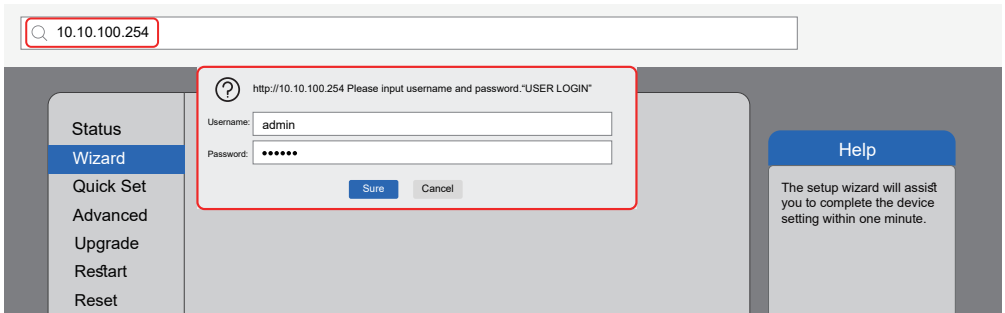 10.10.100.254
http://10.10.100.254 Please input username and password.“USER LOGIN”
Username: admin
Password: ••••••
Sure Cancel
Status
Wizard
Quick Set
Advanced
Upgrade
Restart
Reset
Help
The setup wizard will assist
you to complete the device
setting within one minute.